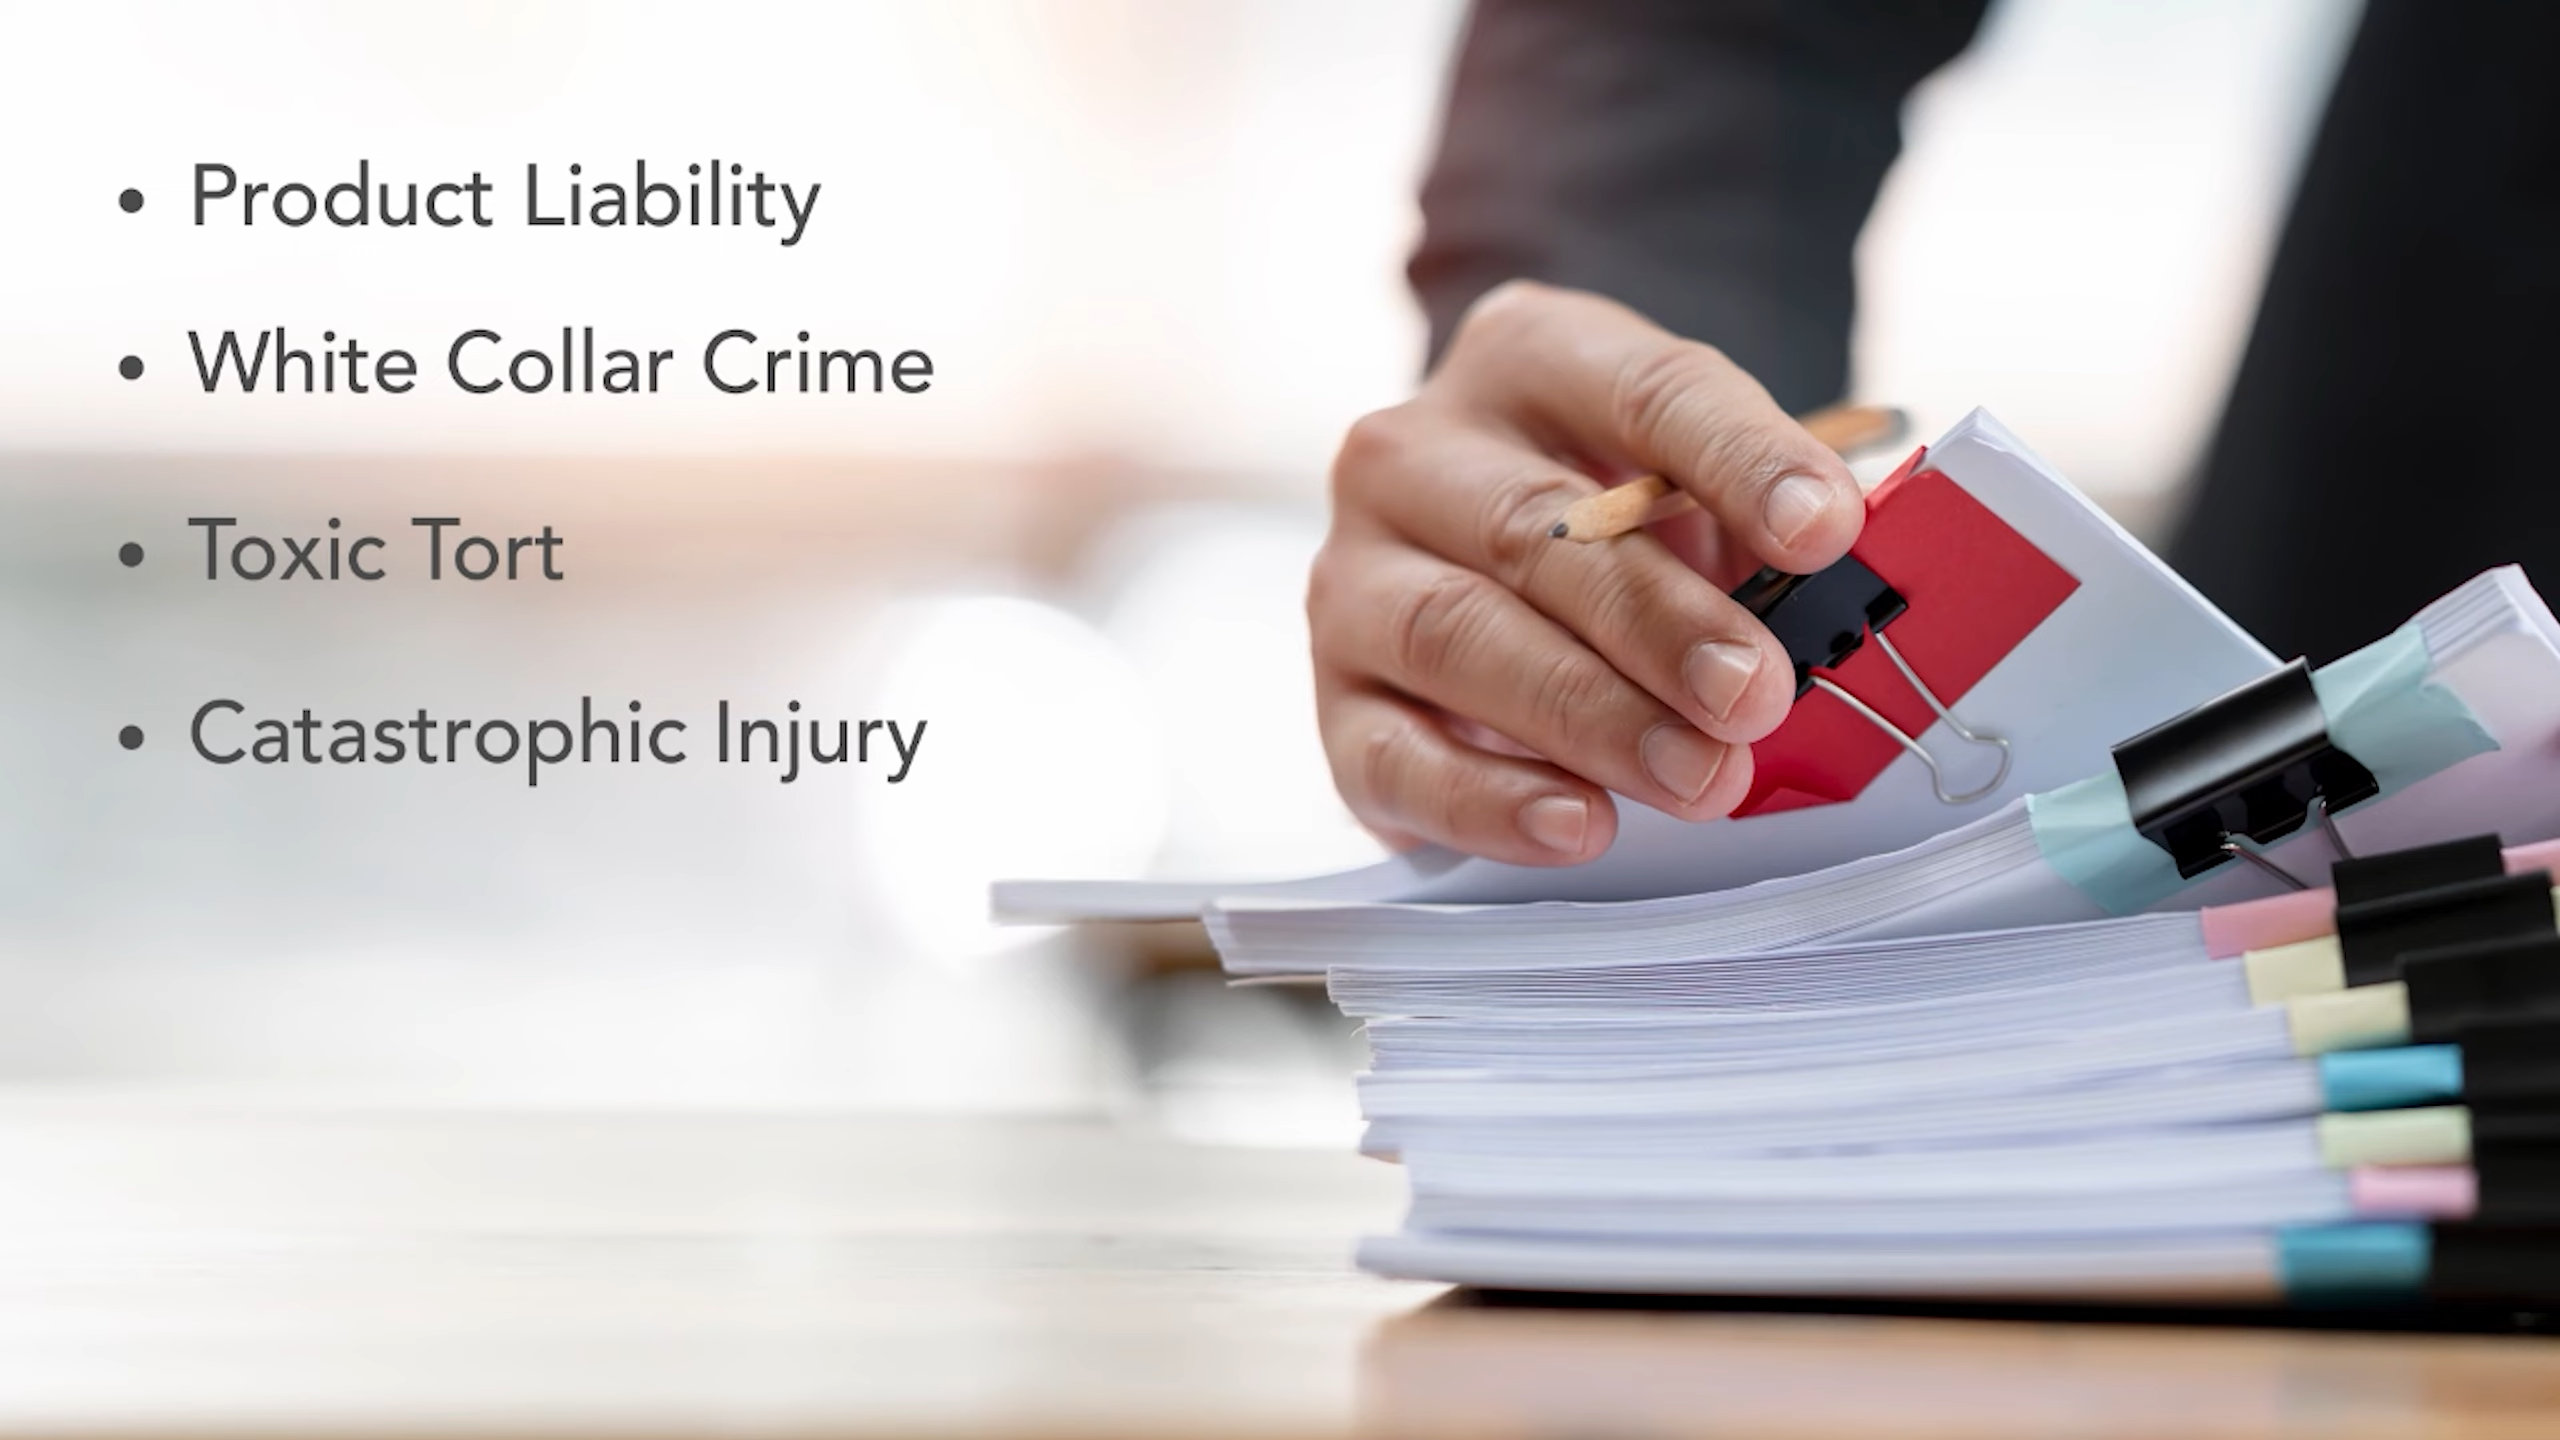 • Product Liability
• White Collar Crime
• Toxic Tort
• Catastrophic Injury